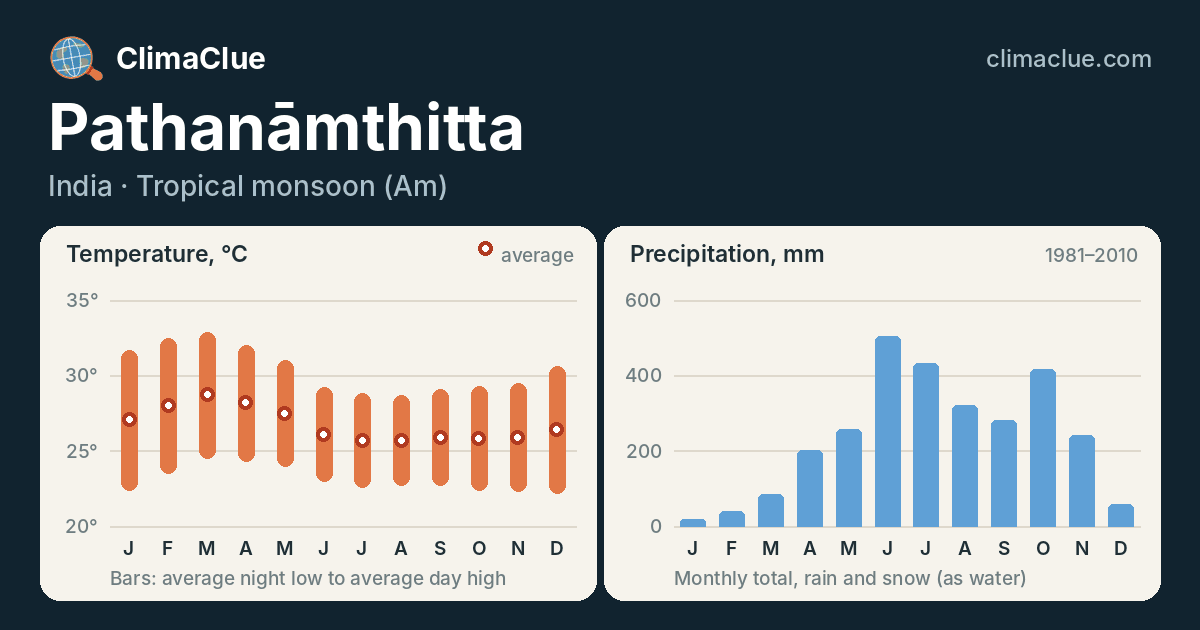 ClimaClue
climaclue.com
Pathanāmthitta
India · Tropical monsoon (Am)
Temperature, °C
average
35°
30°
25°
20°
J F M A M J J A S O N D
Bars: average night low to average day high
Precipitation, mm
1981–2010
600
400
200
0
J F M A M J J A S O N D
Monthly total, rain and snow (as water)